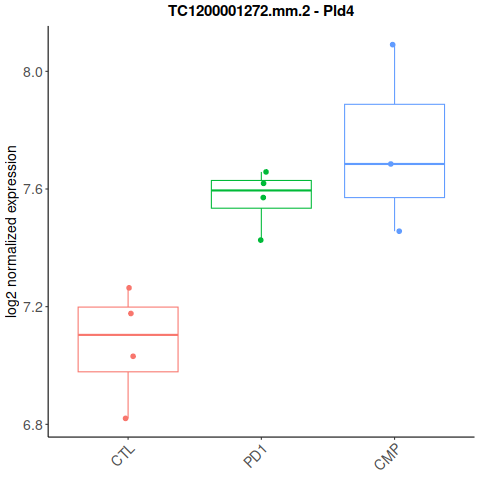 TC1200001272.mm.2 - Pld4
log2 normalized expression
8.0
7.6
7.2
6.8
CTL
PD1
CMP